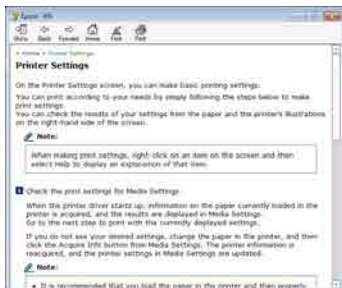 Epson
Back Forward Home Print
Home > Printer Settings
Printer Settings
On the Printer Settings screen, you can make basic printing settings.
You can print according to your needs by simply following the steps below to make
print settings.
You can check the results of your settings from the paper and the printer's illustrations
on the right-hand side of the screen.
Note:
When making print settings, right-click on an item on the screen and then
select Help to display an explanation of that item.
1 Check the print settings for Media Settings
When the printer driver starts up, information on the paper currently loaded in the
printer is acquired, and the results are displayed in Media Settings.
Go to the next step to print with the currently displayed settings.
If you do not see your desired settings, change the paper in the printer, and then
click the Acquire Info button from Media Settings. The printer information is
reacquired, and the printer settings in Media Settings are updated.
Note:
• It is recommended that you load the paper in the printer and then properly